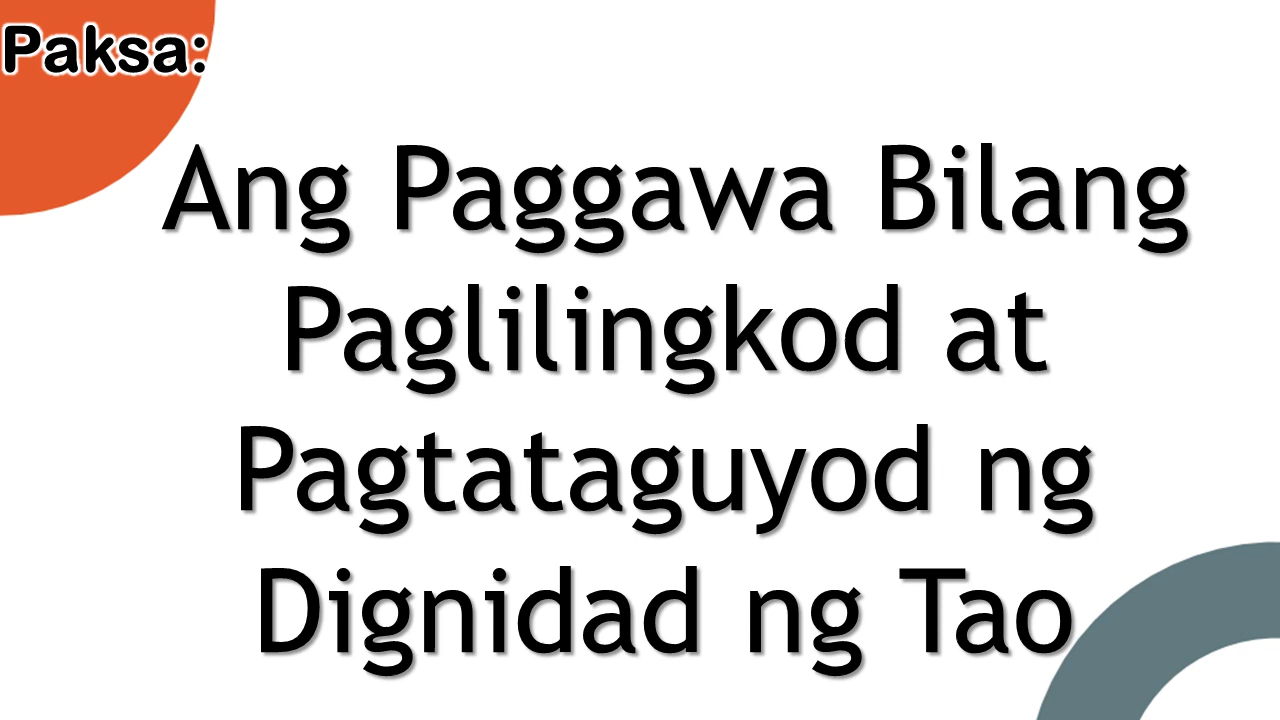 Paksa:
Ang Paggawa Bilang
Paglilingkod at
Pagtataguyod ng
Dignidad ng Tao